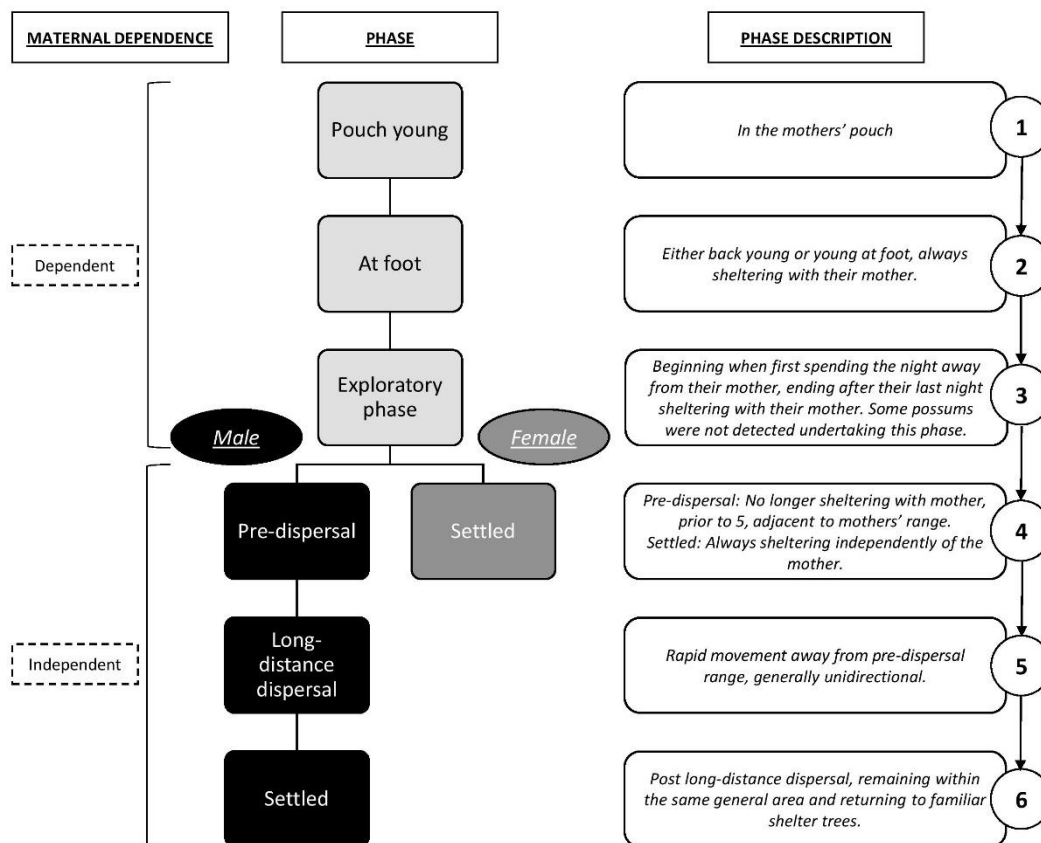 MATERNAL DEPENDENCE
PHASE
PHASE DESCRIPTION
Pouch young
In the mothers' pouch
1
Dependent
At foot
Either back young or young at foot, always
sheltering with their mother.
2
Exploratory
phase
Beginning when first spending the night away
from their mother, ending after their last night
sheltering with their mother. Some possums
were not detected undertaking this phase.
3
Male
Female
Pre-dispersal
Settled
Pre-dispersal: No longer sheltering with mother,
prior to 5, adjacent to mothers' range.
Settled: Always sheltering independently of the
mother.
4
Independent
Long-
distance
dispersal
Rapid movement away from pre-dispersal
range, generally unidirectional.
5
Settled
Post long-distance dispersal, remaining within
the same general area and returning to familiar
shelter trees.
6